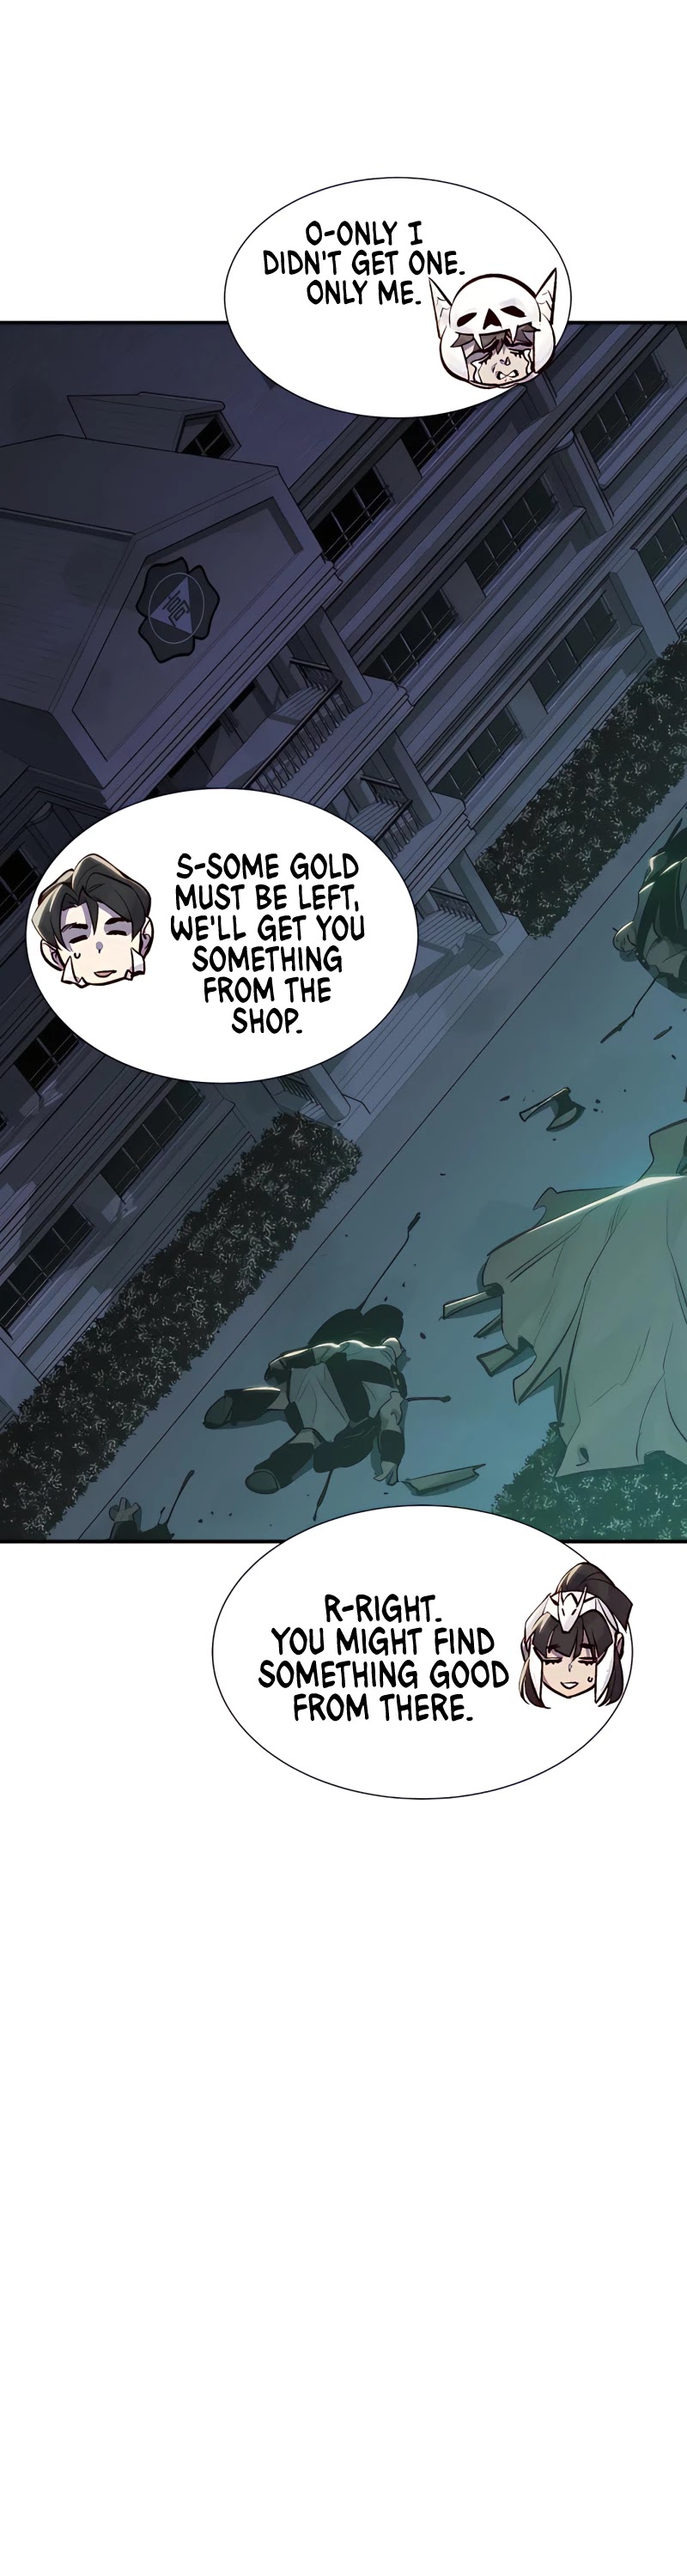 O-ONLY I
DIDN'T GET ONE.
ONLY ME.
S-SOME GOLD
MUST BE LEFT,
WE'LL GET YOU
SOMETHING
FROM THE
SHOP.
R-RIGHT.
YOU MIGHT FIND
SOMETHING GOOD
FROM THERE.